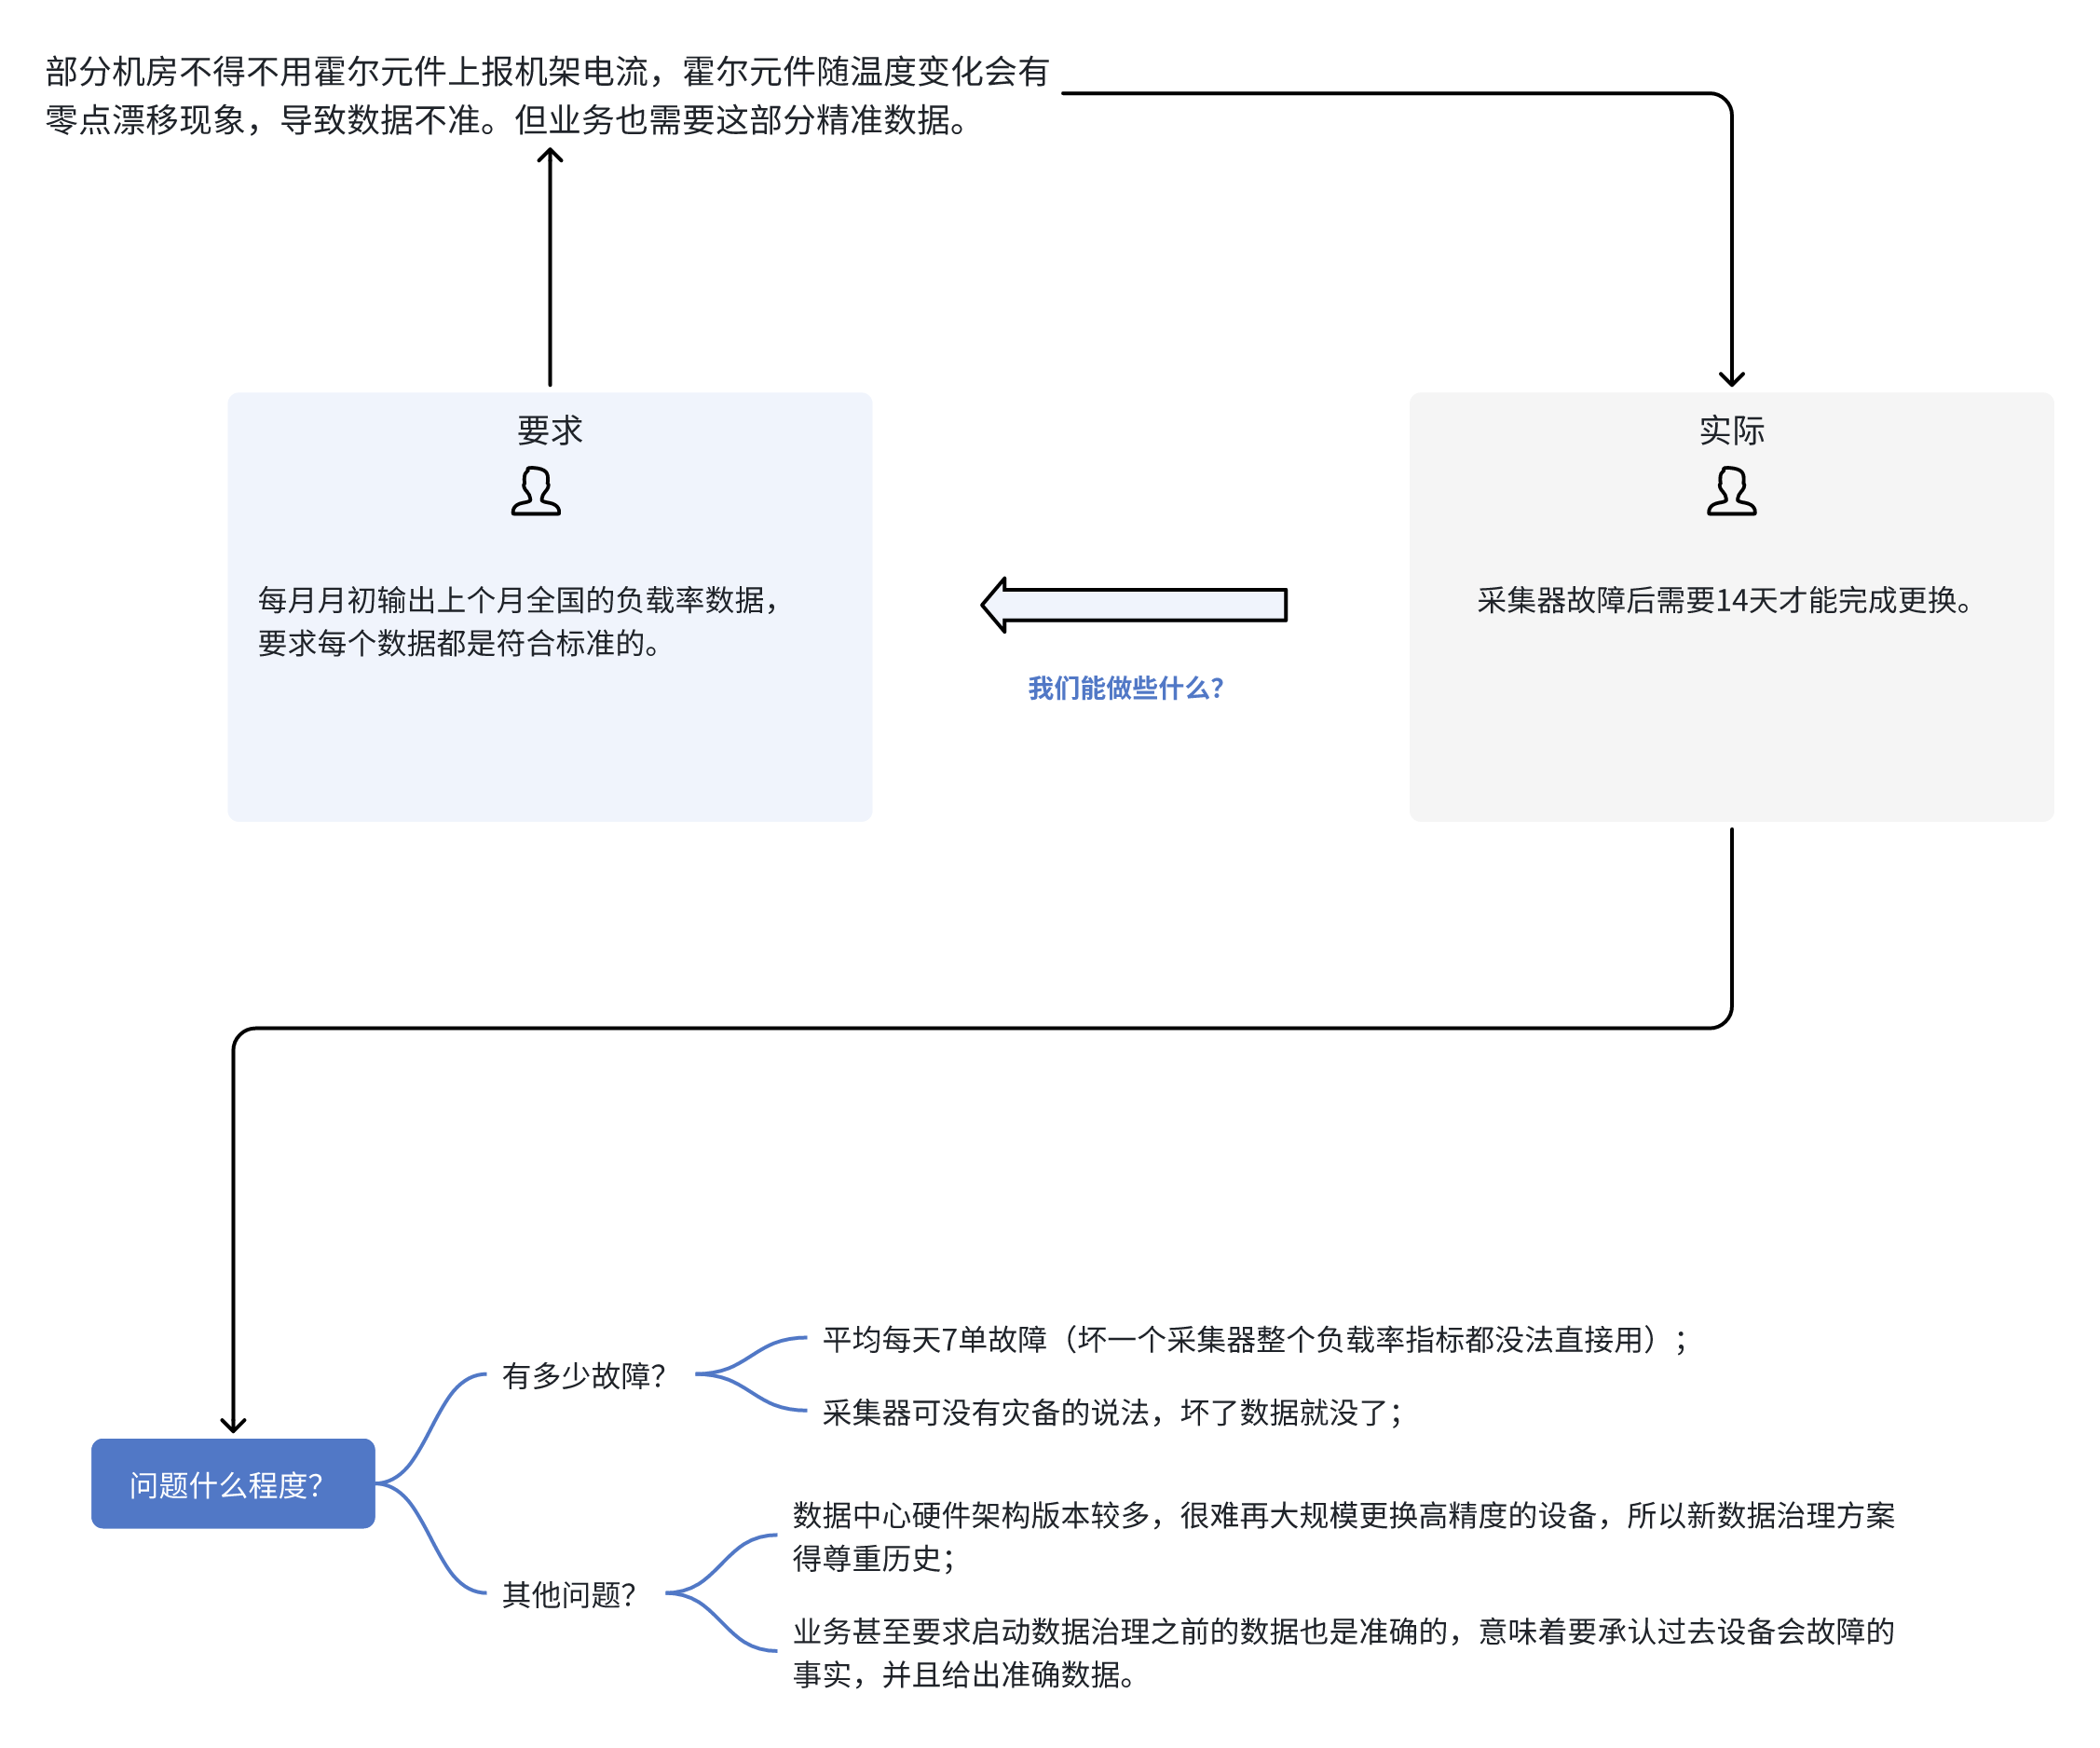 部分机房不得不用霍尔元件上报机架电流，霍尔元件随温度变化会有
零点漂移现象，导致数据不准。但业务也需要这部分精准数据。
要求
每月月初输出上个月全国的负载率数据，
要求每个数据都是符合标准的。
我们能做些什么？
实际
采集器故障后需要14天才能完成更换。
问题什么程度？
有多少故障？
平均每天7单故障（坏一个采集器整个负载率指标都没法直接用）；
采集器可没有灾备的说法，坏了数据就没了；
其他问题？
数据中心硬件架构版本较多，很难再大规模更换高精度的设备，所以新数据治理方案
得尊重历史；
业务甚至要求启动数据治理之前的数据也是准确的，意味着要承认过去设备会故障的
事实，并且给出准确数据。